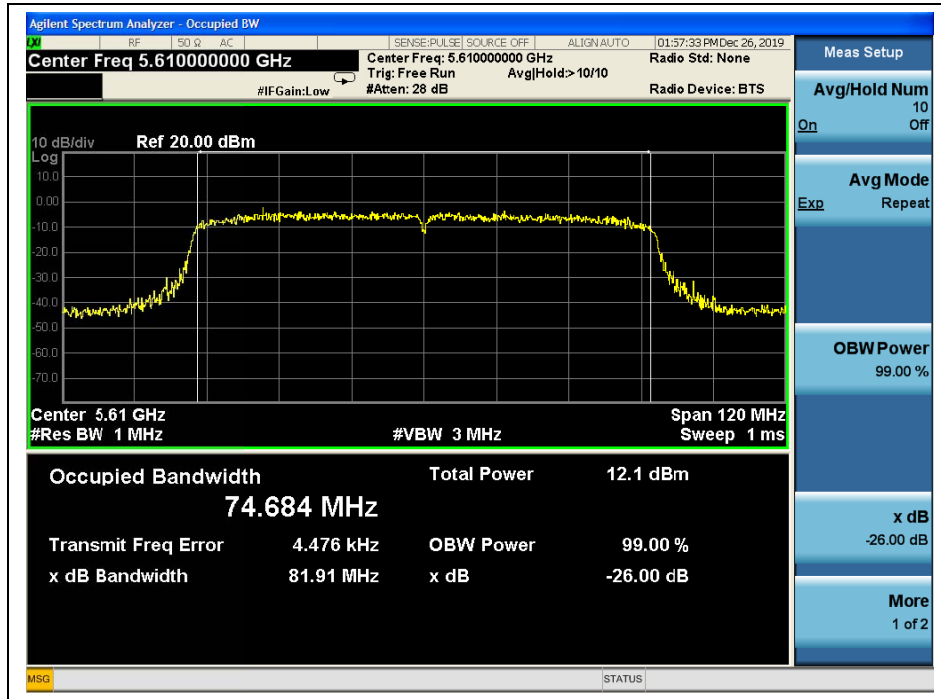 Agilent Spectrum Analyzer - Occupied BW
LXI RF 50 Ω AC SENSE:PULSE SOURCE OFF ALIGN AUTO 01:57:33 PM Dec 26, 2019
Center Freq 5.610000000 GHz
Center Freq: 5.610000000 GHz Radio Std: None
Trig: Free Run Avg|Hold:>10/10
#IFGain:Low #Atten: 28 dB Radio Device: BTS
10 dB/div Ref 20.00 dBm
Log
10.0
0.00
-10.0
-20.0
-30.0
-40.0
-50.0
-60.0
-70.0
Center 5.61 GHz Span 120 MHz
#Res BW 1 MHz #VBW 3 MHz Sweep 1 ms
Occupied Bandwidth Total Power 12.1 dBm
74.684 MHz
Transmit Freq Error 4.476 kHz OBW Power 99.00 %
x dB Bandwidth 81.91 MHz x dB -26.00 dB
Meas Setup
Avg/Hold Num
10
On Off
Avg Mode
Exp Repeat
OBW Power
99.00 %
x dB
-26.00 dB
More
1 of 2
MSG STATUS